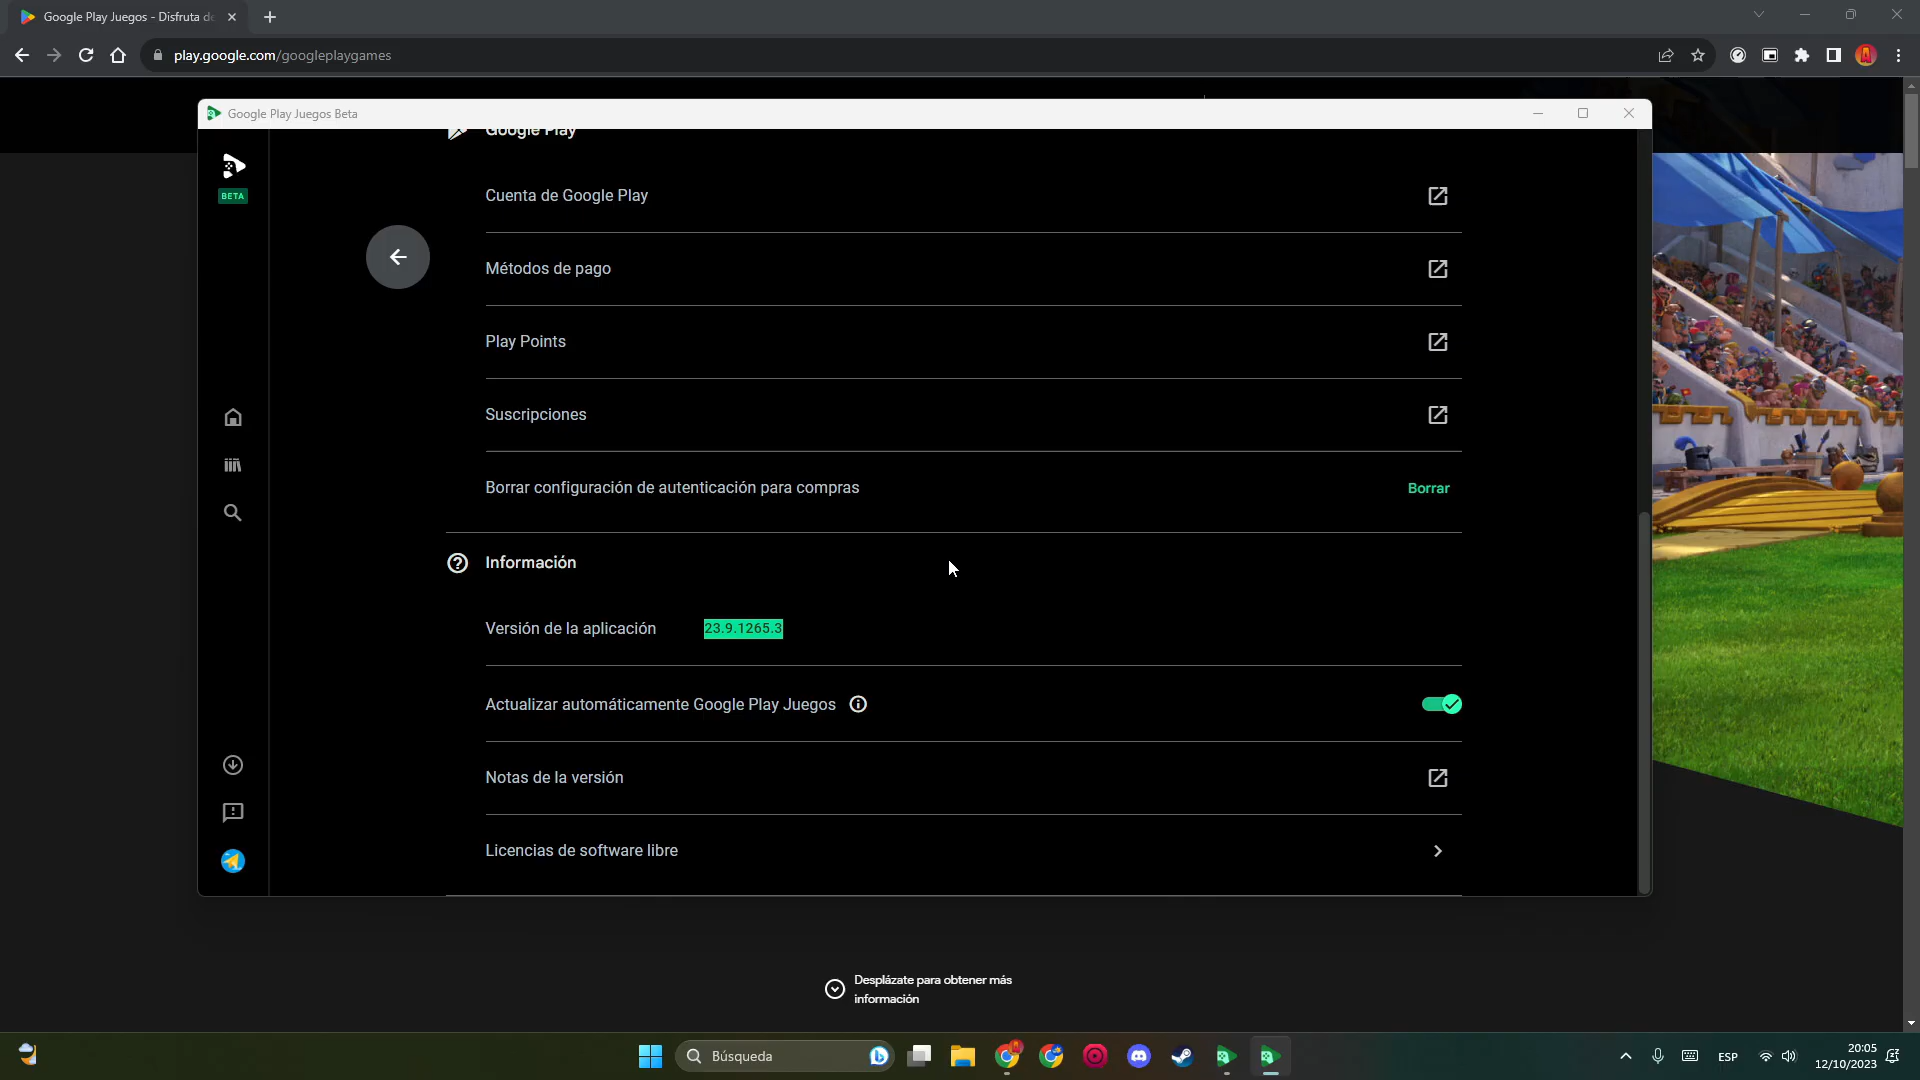 Google Play Juegos - Disfruta de
play.google.com/googleplaygames
Google Play Juegos Beta
BETA
Google Play
Cuenta de Google Play
Métodos de pago
Play Points
Suscripciones
Borrar configuración de autenticación para compras
Borrar
Información
Versión de la aplicación
23.9.1265.3
Actualizar automáticamente Google Play Juegos
Notas de la versión
Licencias de software libre
Desplázate para obtener más
información
Búsqueda
ESP
20:05
12/10/2023